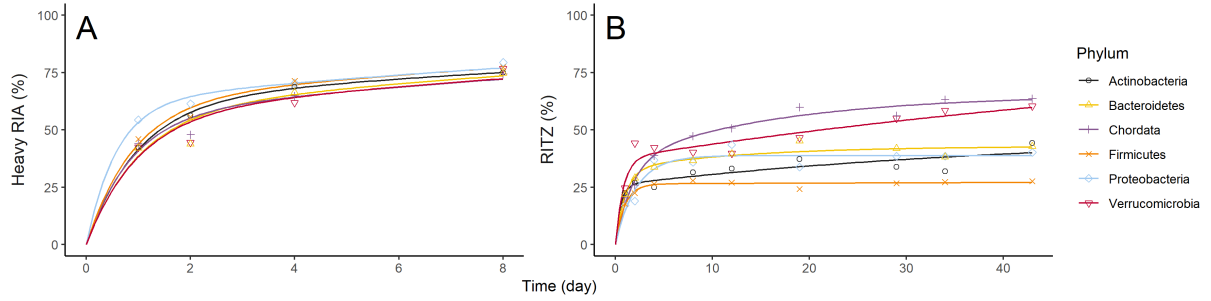 A
Heavy RIA (%)
100
75
50
25
0
0
2
4
6
8
B
RITZ (%)
100
75
50
25
0
0
10
20
30
40
Time (day)
Phylum
Actinobacteria
Bacteroidetes
Chordata
Firmicutes
Proteobacteria
Verrucomicrobia